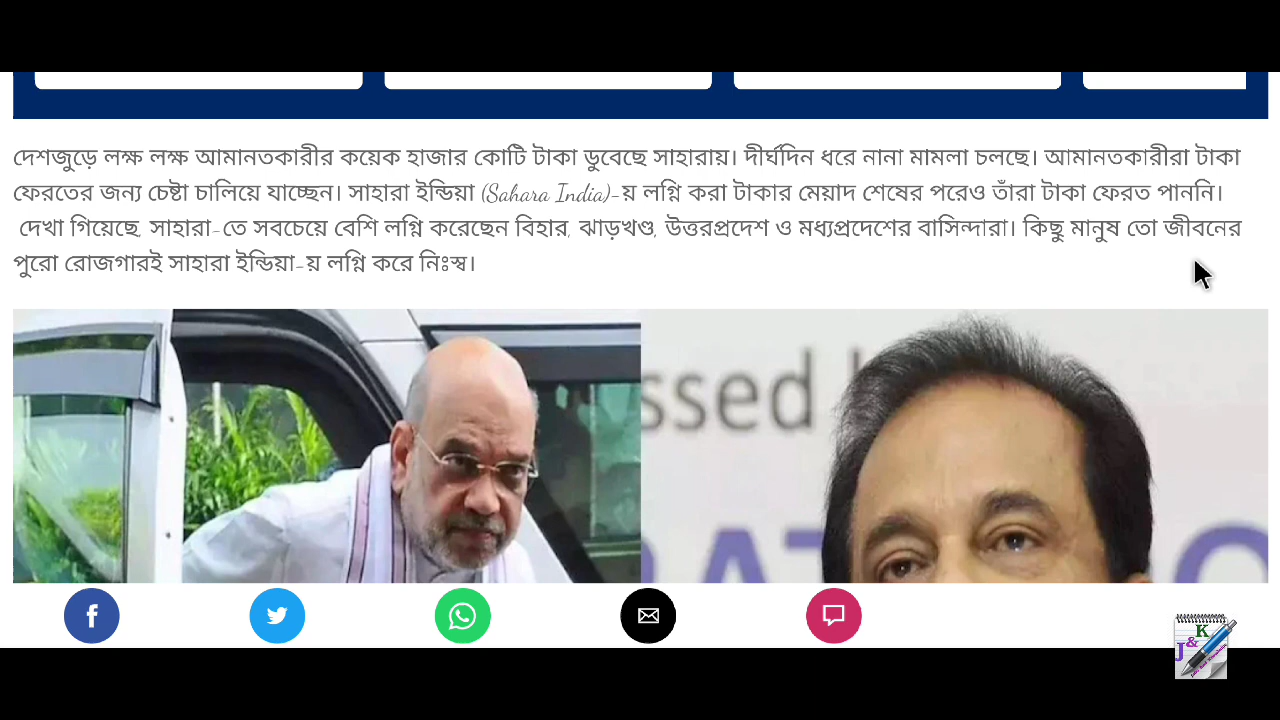 দেশজুড়ে লক্ষ লক্ষ আমানতকারীর কয়েক হাজার কোটি টাকা ডুবেছে সাহারায়। দীর্ঘদিন ধরে নানা মামলা চলছে। আমানতকারীরা টাকা
ফেরতের জন্য চেষ্টা চালিয়ে যাচ্ছেন। সাহারা ইন্ডিয়া (Sahara India)-য় লগ্নি করা টাকার মেয়াদ শেষের পরেও তাঁরা টাকা ফেরত পাননি।
দেখা গিয়েছে, সাহারা-তে সবচেয়ে বেশি লগ্নি করেছেন বিহার, ঝাড়খণ্ড, উত্তরপ্রদেশ ও মধ্যপ্রদেশের বাসিন্দারা। কিছু মানুষ তো জীবনের
পুরো রোজগারই সাহারা ইন্ডিয়া-য় লগ্নি করে নিঃস্ব।
ssed
J & K